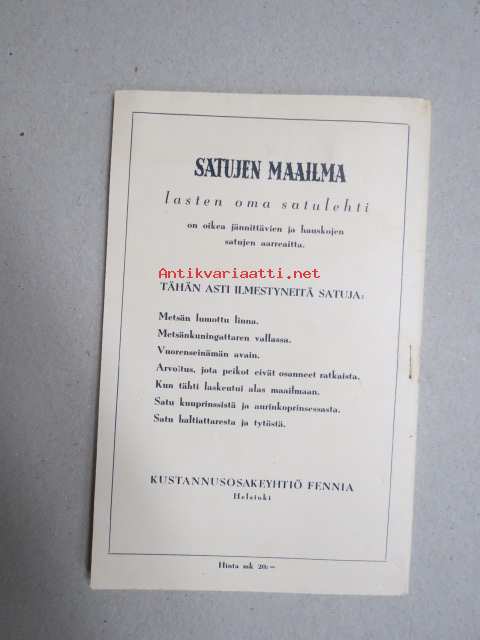 SATUJEN MAAILMA
lasten oma satulehti
on oikea jännittävien ja hauskojen
satujen aarreaitta.
Antikvariaatti.net
TÄHÄN ASTI ILMESTYNEITÄ SATUJA:
Metsän lumottu linna.
Metsänkuningattaren vallassa.
Vuorenseinämän avain.
Arvoitus, jota peikot eivät osanneet ratkaista.
Kun tähti laskeutui alas maailmaan.
Satu kuuprinssistä ja aurinkoprinsessasta.
Satu haltiattaresta ja tytöstä.
KUSTANNUSOSAKEYHTIÖ FENNIA
Helsinki
Hinta mk 20:—